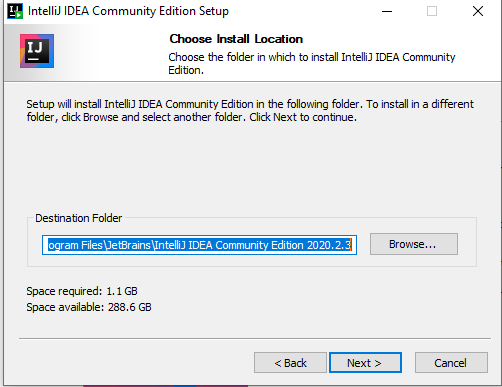 IntelliJ IDEA Community Edition Setup
IJ
Choose Install Location
Choose the folder in which to install IntelliJ IDEA Community
Edition.
Setup will install IntelliJ IDEA Community Edition in the following folder. To install in a different
folder, click Browse and select another folder. Click Next to continue.
Destination Folder
ogram Files\JetBrains\IntelliJ IDEA Community Edition 2020.2.3
Browse...
Space required: 1.1 GB
Space available: 288.6 GB
< Back
Next >
Cancel